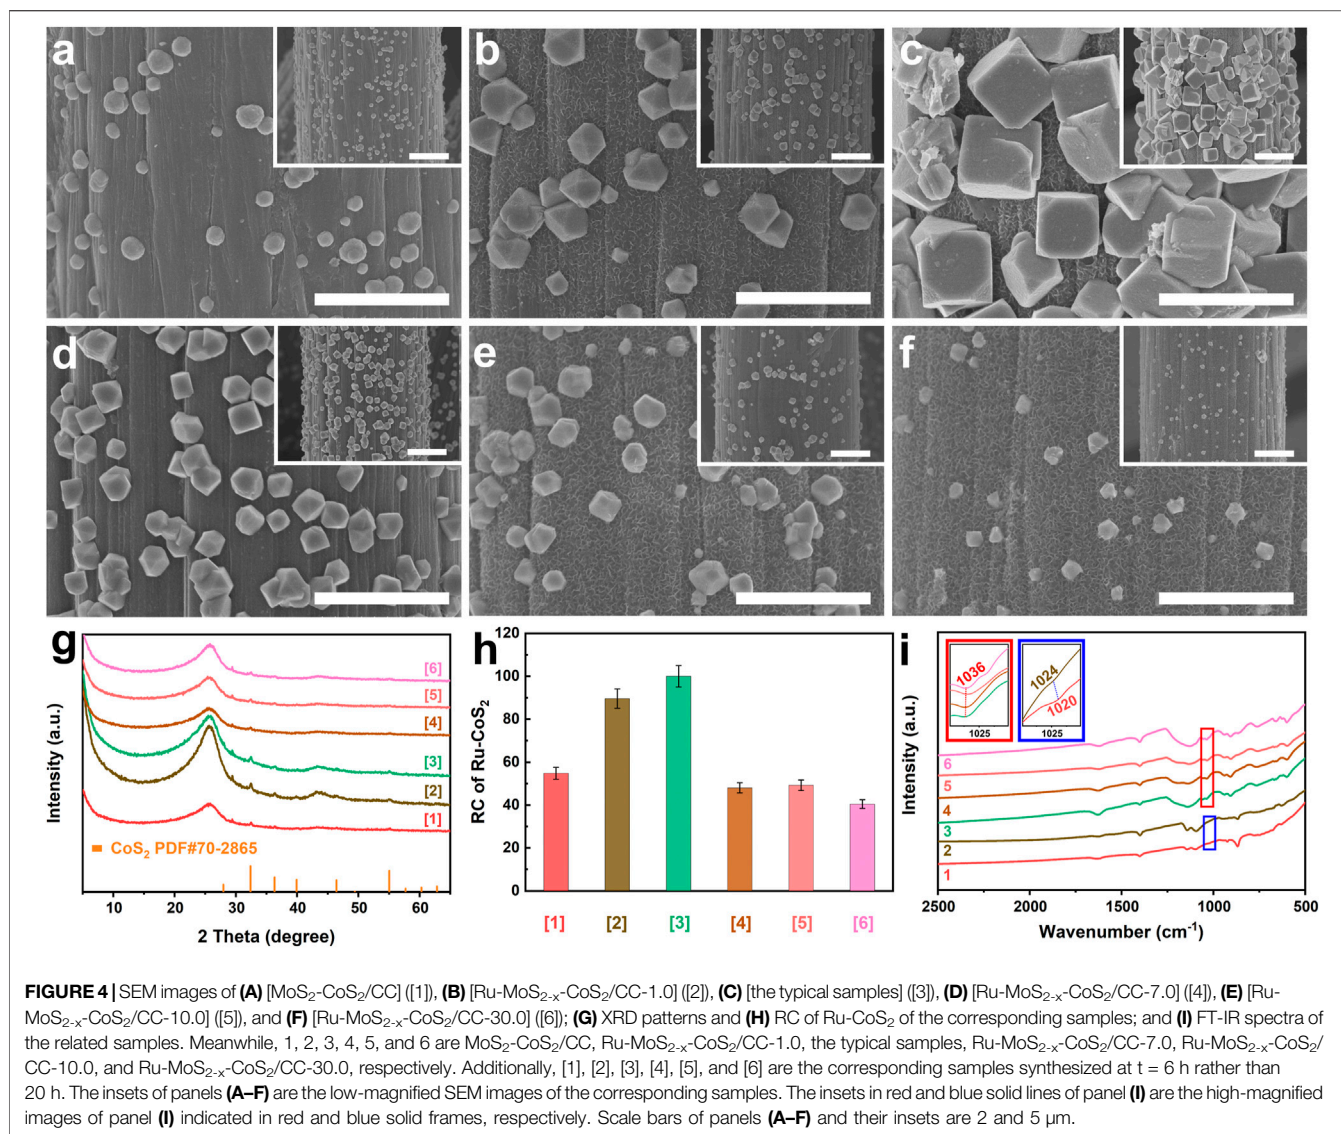 a
b
c
d
e
f
g
[6]
[5]
[4]
[3]
[2]
[1]
CoS₂ PDF#70-2865
Intensity (a.u.)
10 20 30 40 50 60
2 Theta (degree)
h
120
100
80
60
40
20
0
RC of Ru-CoS₂
[1] [2] [3] [4] [5] [6]
i
1036
1025
1024
1020
1025
6
5
4
3
2
1
Intensity (a.u.)
2500 2000 1500 1000 500
Wavenumber (cm⁻¹)
FIGURE 4 | SEM images of (A) [MoS₂-CoS₂/CC] ([1]), (B) [Ru-MoS₂₋ₓ-CoS₂/CC-1.0] ([2]), (C) [the typical samples] ([3]), (D) [Ru-MoS₂₋ₓ-CoS₂/CC-7.0] ([4]), (E) [Ru-
MoS₂₋ₓ-CoS₂/CC-10.0] ([5]), and (F) [Ru-MoS₂₋ₓ-CoS₂/CC-30.0] ([6]); (G) XRD patterns and (H) RC of Ru-CoS₂ of the corresponding samples; and (I) FT-IR spectra of
the related samples. Meanwhile, 1, 2, 3, 4, 5, and 6 are MoS₂-CoS₂/CC, Ru-MoS₂₋ₓ-CoS₂/CC-1.0, the typical samples, Ru-MoS₂₋ₓ-CoS₂/CC-7.0, Ru-MoS₂₋ₓ-CoS₂/
CC-10.0, and Ru-MoS₂₋ₓ-CoS₂/CC-30.0, respectively. Additionally, [1], [2], [3], [4], [5], and [6] are the corresponding samples synthesized at t = 6 h rather than
20 h. The insets of panels (A–F) are the low-magnified SEM images of the corresponding samples. The insets in red and blue solid lines of panel (I) are the high-magnified
images of panel (I) indicated in red and blue solid frames, respectively. Scale bars of panels (A–F) and their insets are 2 and 5 μm.